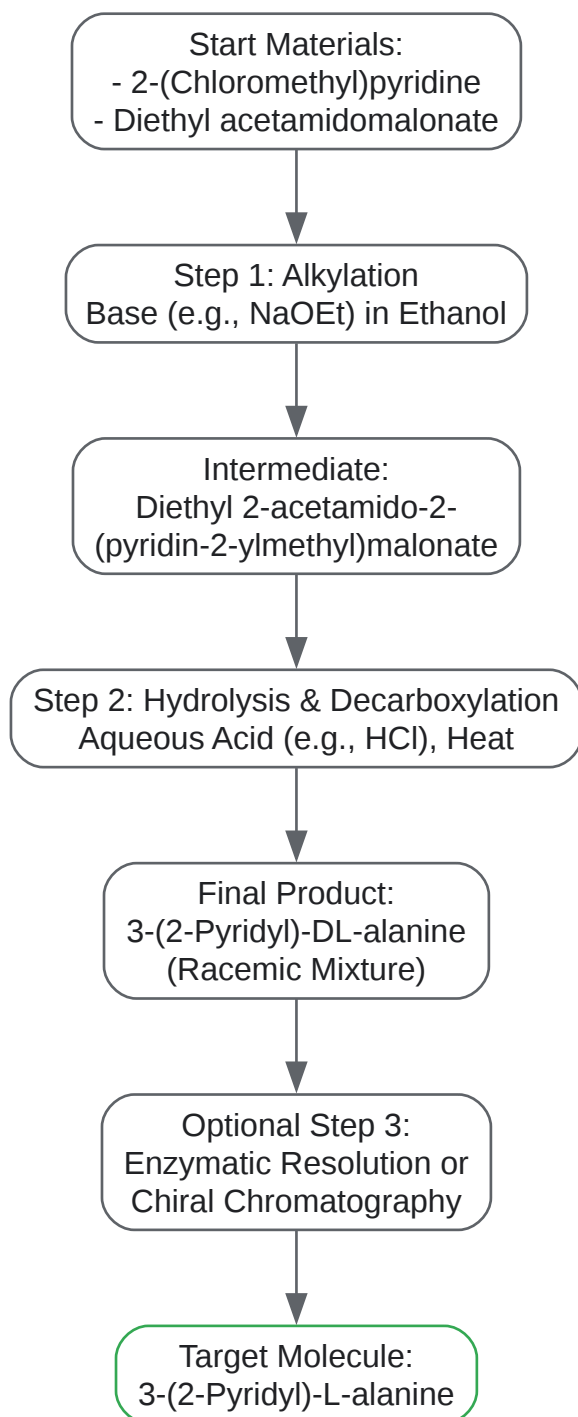 Start Materials:
- 2-(Chloromethyl)pyridine
- Diethyl acetamidomalonate
Step 1: Alkylation
Base (e.g., NaOEt) in Ethanol
Intermediate:
Diethyl 2-acetamido-2-
(pyridin-2-ylmethyl)malonate
Step 2: Hydrolysis & Decarboxylation
Aqueous Acid (e.g., HCl), Heat
Final Product:
3-(2-Pyridyl)-DL-alanine
(Racemic Mixture)
Optional Step 3:
Enzymatic Resolution or
Chiral Chromatography
Target Molecule:
3-(2-Pyridyl)-L-alanine